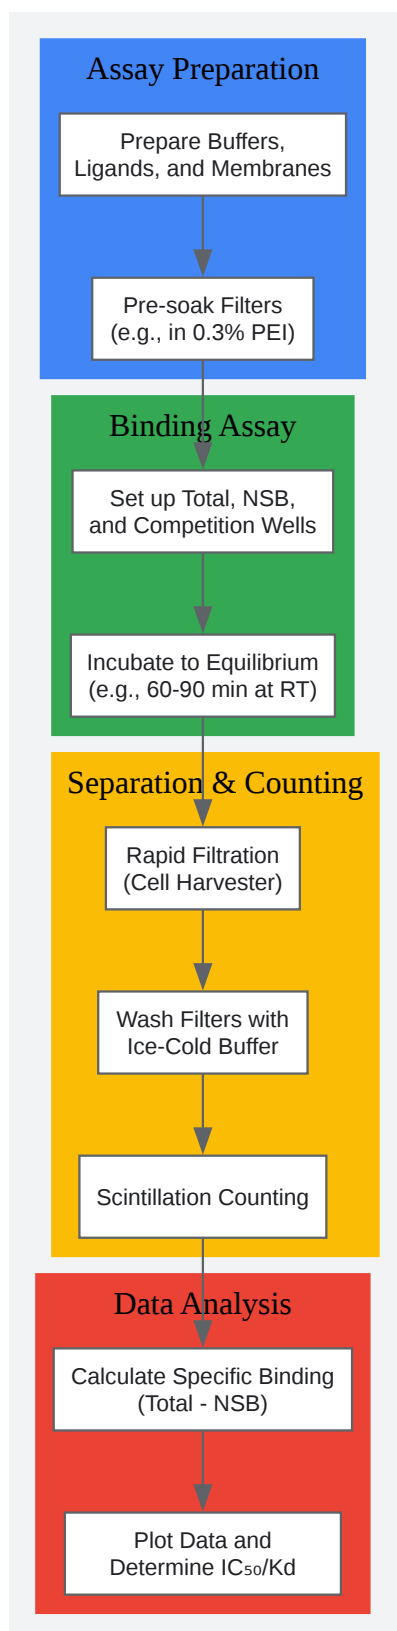 Assay Preparation
Prepare Buffers,
Ligands, and Membranes
Pre-soak Filters
(e.g., in 0.3% PEI)
Binding Assay
Set up Total, NSB,
and Competition Wells
Incubate to Equilibrium
(e.g., 60-90 min at RT)
Separation & Counting
Rapid Filtration
(Cell Harvester)
Wash Filters with
Ice-Cold Buffer
Scintillation Counting
Data Analysis
Calculate Specific Binding
(Total - NSB)
Plot Data and
Determine IC₅₀/Kd